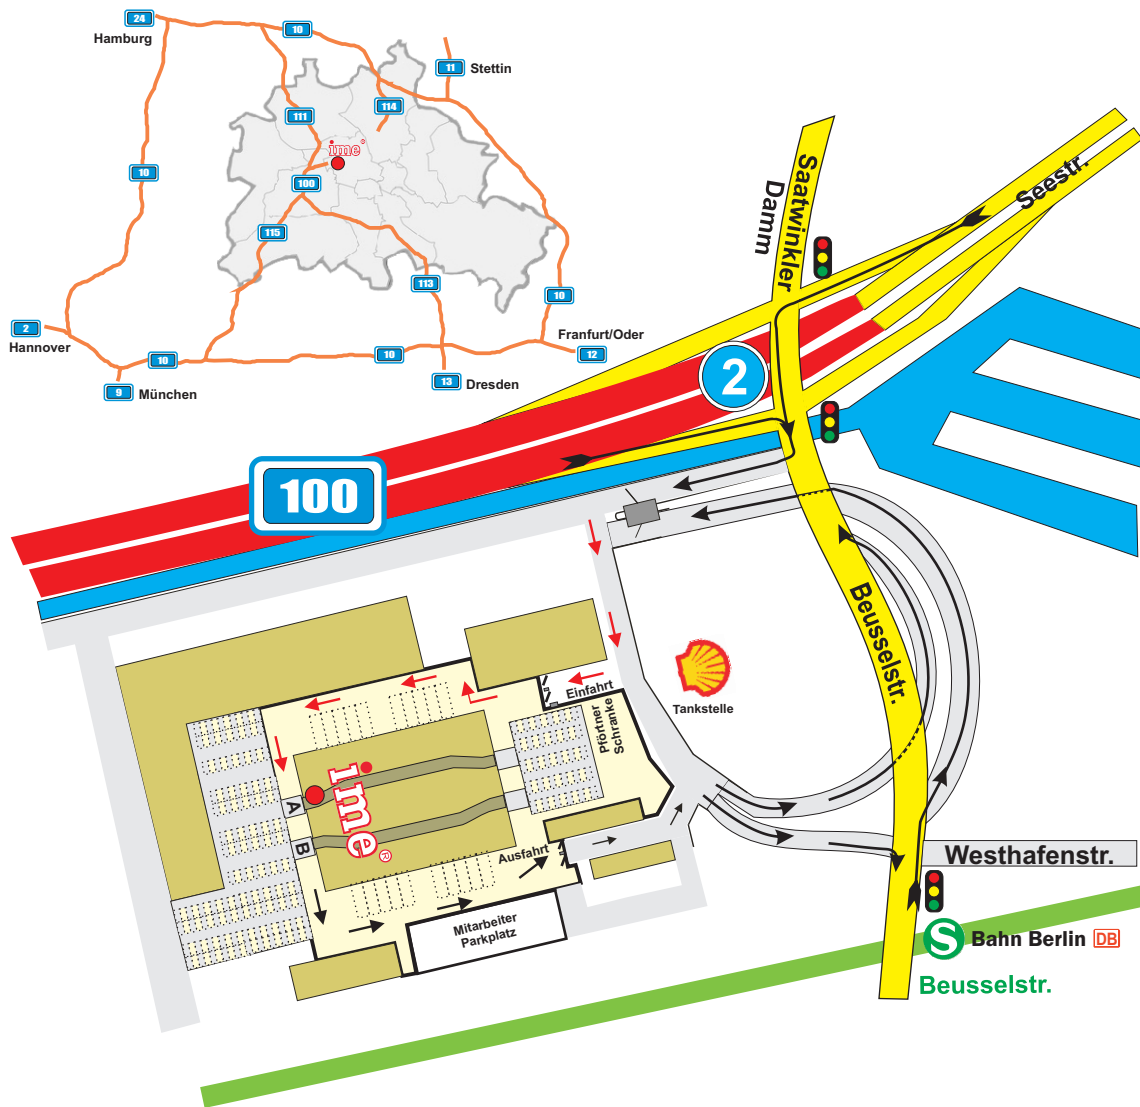 24
Hamburg
10
11
Stettin
114
111
ime®
10
100
115
113
10
2
Hannover
10
10
Franfurt/Oder
12
9
München
13
Dresden
Saatwinkler
Damm
Seestr.
2
100
Beusselstr.
Tankstelle
Einfahrt
Pförtner
Schranke
ime®
A
B
Ausfahrt
Mitarbeiter
Parkplatz
Westhafenstr.
S
Bahn Berlin DB
Beusselstr.